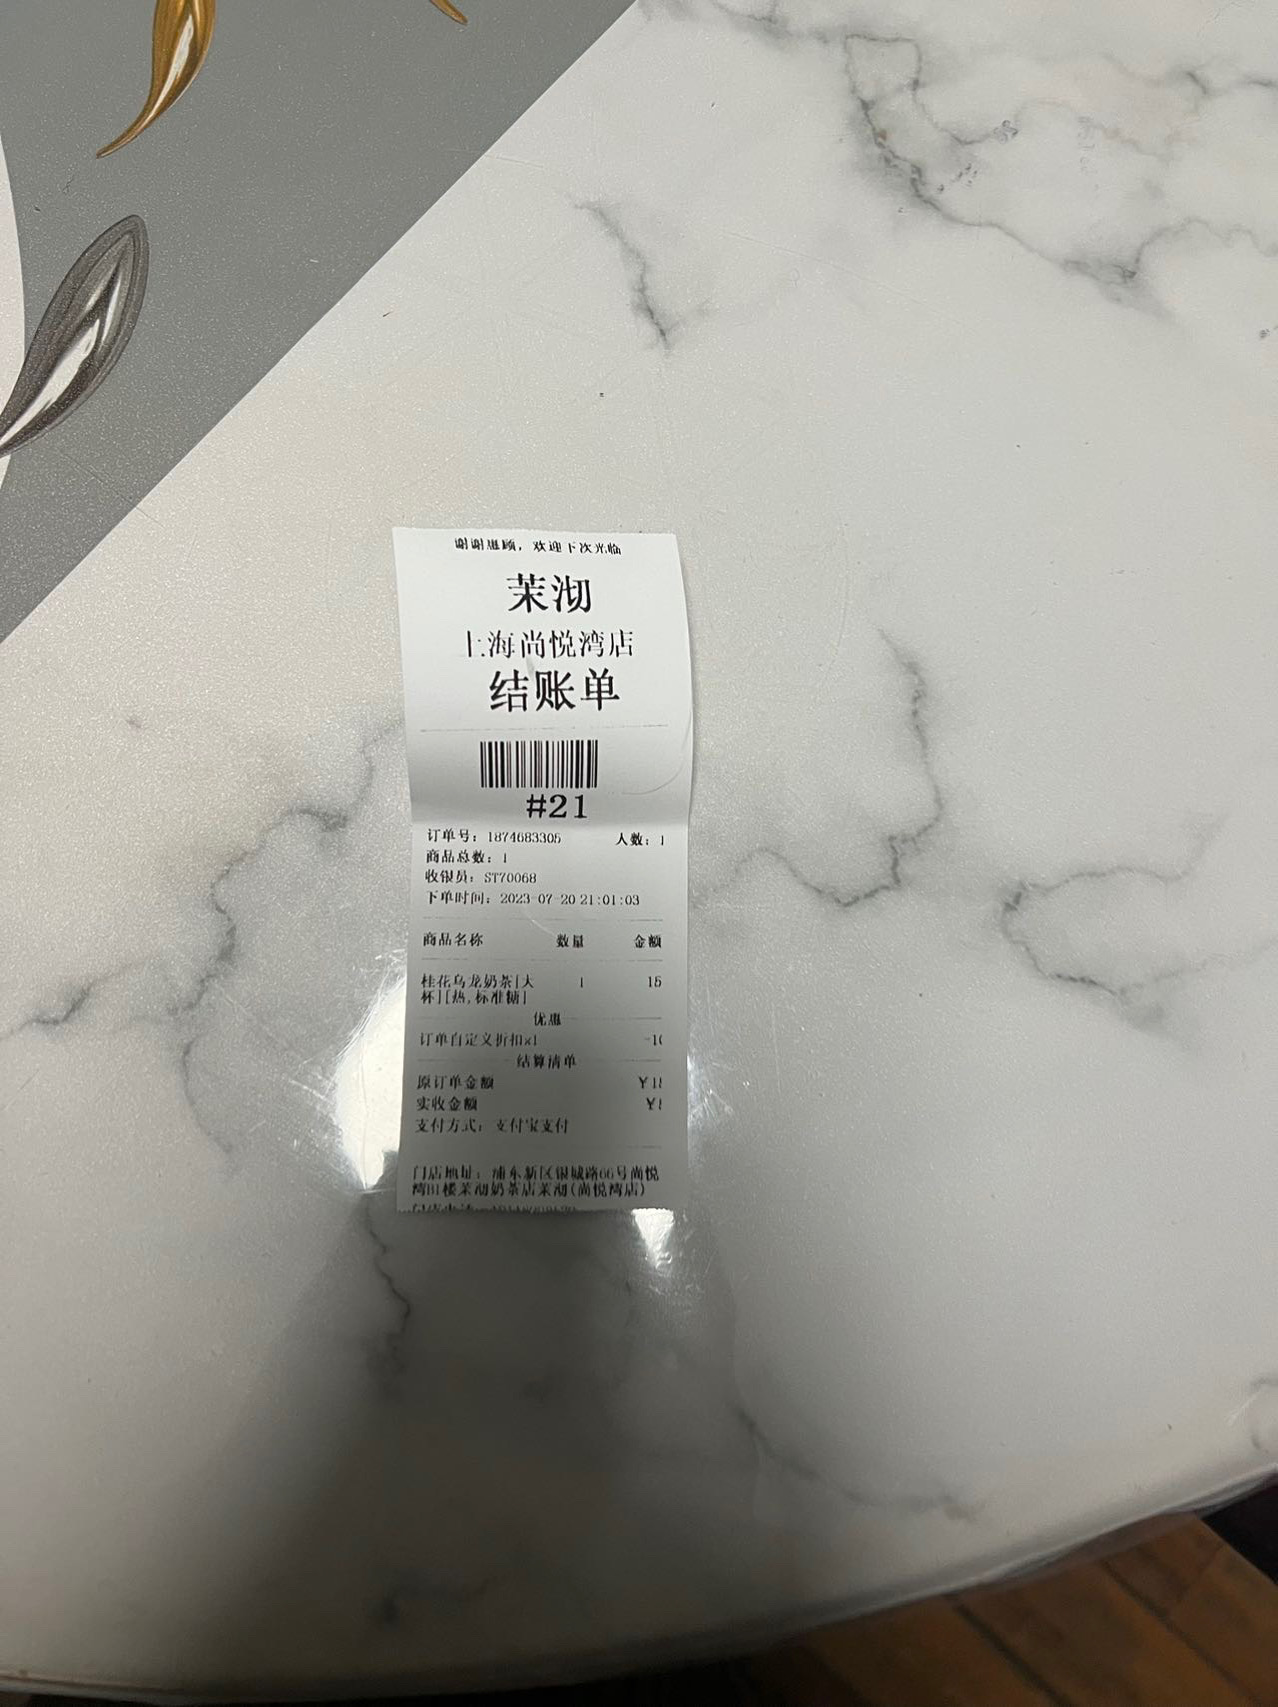 谢谢惠顾，欢迎下次光临
茉沏
上海尚悦湾店
结账单
#21
订单号：1874683305 人数：1
商品总数：1
收银员：ST70068
下单时间：2023-07-20 21:01:03
商品名称 数量 金额
桂花乌龙奶茶[大 1 15
杯][热,标准糖]
优惠
订单自定义折扣x1
结算清单
原订单金额
实收金额
支付方式：支付宝支付
门店地址：浦东新区银城路66号尚悦
湾B1楼茉沏奶茶店茉沏(尚悦湾店)